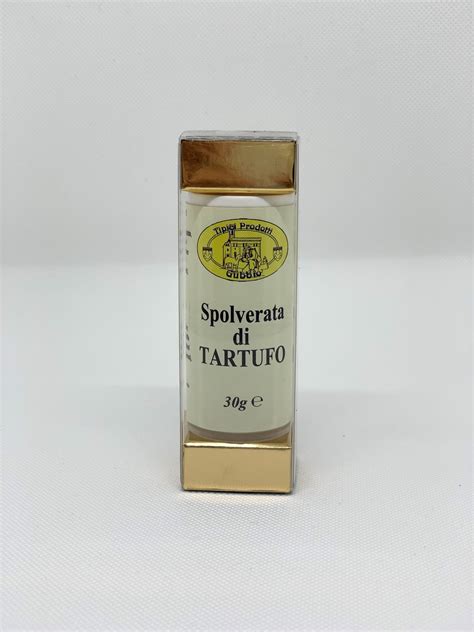 Tipici Prodotti
Gubbio
Spolverata
di
TARTUFO
30g ℮